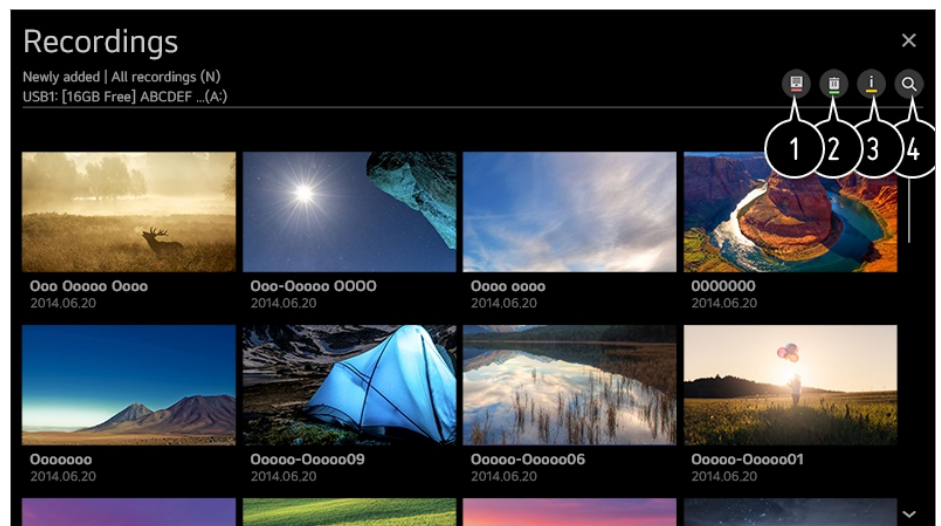 Recordings
Newly added | All recordings (N)
USB1: [16GB Free] ABCDEF ...(A:)
i
1 2 3 4
Ooo Ooooo Oooo
2014.06.20
Ooo-Ooooo OOOO
2014.06.20
Oooo oooo
2014.06.20
0000000
2014.06.20
Ooooooo
2014.06.20
Ooooo-Ooooo09
2014.06.20
Ooooo-Ooooo06
2014.06.20
Ooooo-Ooooo01
2014.06.20